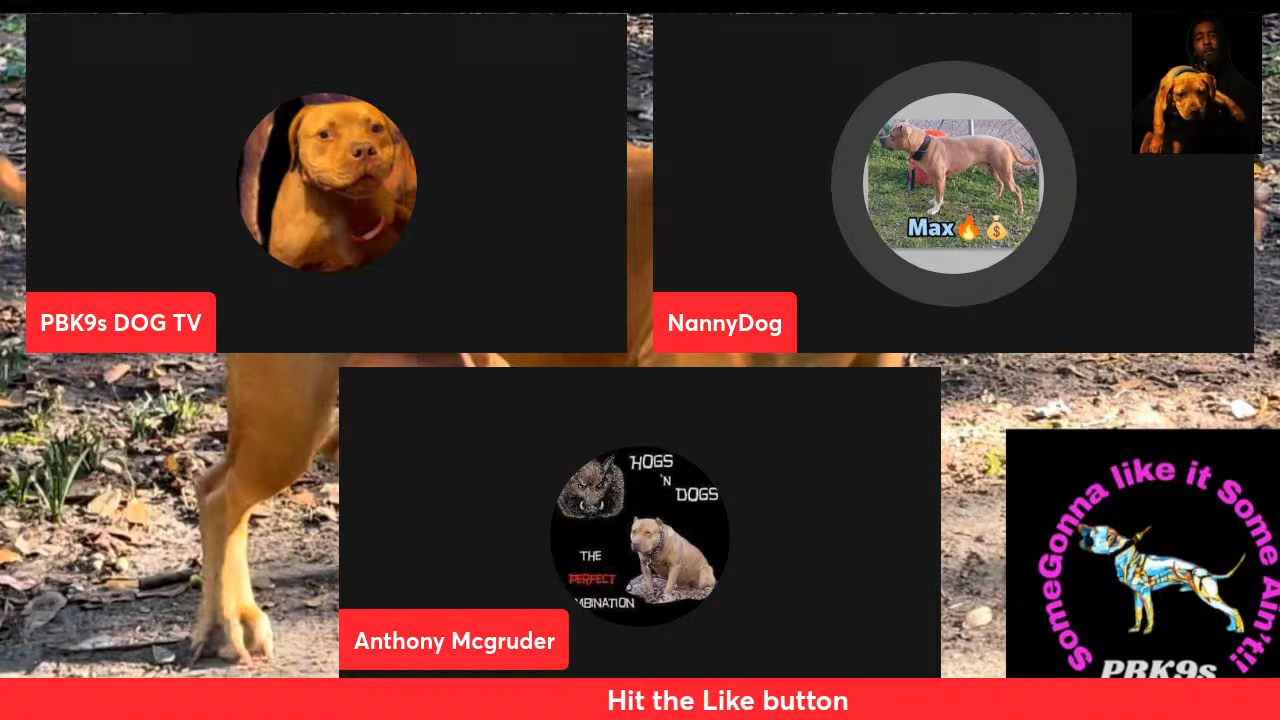 Max🔥💰
PBK9s DOG TV
NannyDog
HOGS
'N
DOGS
THE
PERFECT
MBINATION
Anthony Mcgruder
SomeGonna like it Some Ain't!!
PBK9s
Hit the Like button